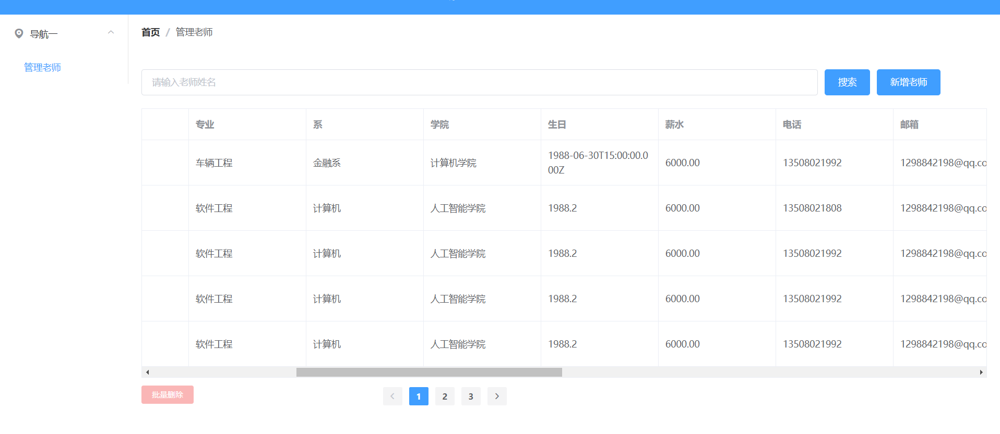 导航一
管理老师
首页 / 管理老师
请输入老师姓名
搜索
新增老师
专业 系 学院 生日 薪水 电话 邮箱
车辆工程 金融系 计算机学院 1988-06-30T15:00:00.0 6000.00 13508021992 1298842198@qq.co
00Z
软件工程 计算机 人工智能学院 1988.2 6000.00 13508021808 1298842198@qq.co
软件工程 计算机 人工智能学院 1988.2 6000.00 13508021992 1298842198@qq.co
软件工程 计算机 人工智能学院 1988.2 6000.00 13508021992 1298842198@qq.co
软件工程 计算机 人工智能学院 1988.2 6000.00 13508021992 1298842198@qq.co
批量删除
1 2 3